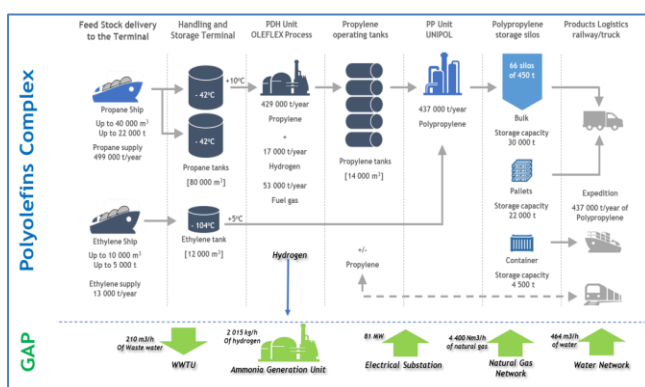 Polyolefins Complex
GAP
Feed Stock delivery
to the Terminal
Handling and
Storage Terminal
PDH Unit
OLEFLEX Process
Propylene
operating tanks
PP Unit
UNIPOL
Polypropylene
storage silos
Products Logistics
railway/truck
Propane Ship
Up to 40 000 m³
Up to 22 000 t
Propane supply
499 000 t/year
- 42°C
+10°C
- 42°C
Propane tanks
[80 000 m³]
429 000 t/year
Propylene
+
17 000 t/year
Hydrogen
53 000 t/year
Fuel gas
Propylene tanks
[14 000 m³]
437 000 t/year
Polypropylene
66 silos
of 450 t
Bulk
Storage capacity
30 000 t
Pallets
Storage capacity
22 000 t
Container
Storage capacity
4 500 t
Expedition
437 000 t/year of
Polypropylene
Ethylene Ship
Up to 10 000 m³
Up to 5 000 t
Ethylene supply
13 000 t/year
- 104°C
+5°C
Ethylene tank
[12 000 m³]
Hydrogen
+/-
Propylene
210 m3/h
Of Waste water
WWTU
2 015 kg/h
Of hydrogen
Ammonia Generation Unit
81 MW
Electrical Substation
4 400 Nm3/h
of natural gas
Natural Gas
Network
464 m3/h
of water
Water Network